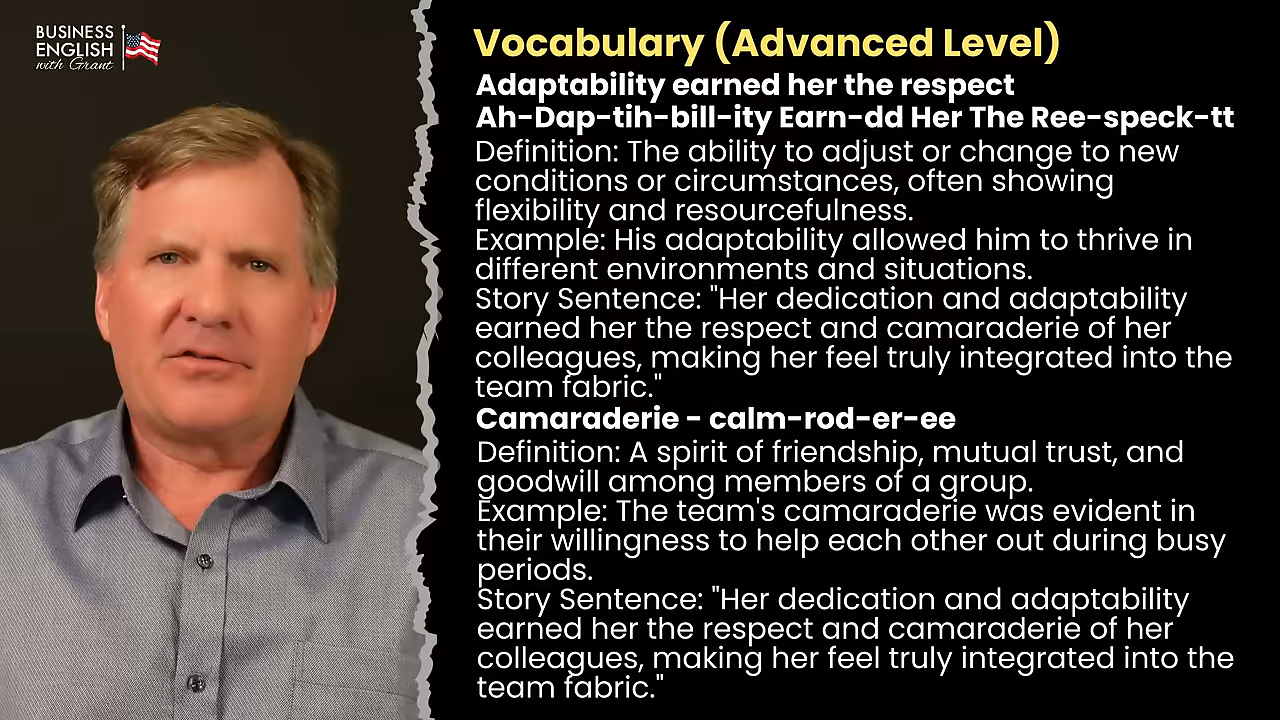 BUSINESS
ENGLISH
with Grant
Vocabulary (Advanced Level)
Adaptability earned her the respect
Ah-Dap-tih-bill-ity Earn-dd Her The Ree-speck-tt
Definition: The ability to adjust or change to new
conditions or circumstances, often showing
flexibility and resourcefulness.
Example: His adaptability allowed him to thrive in
different environments and situations.
Story Sentence: "Her dedication and adaptability
earned her the respect and camaraderie of her
colleagues, making her feel truly integrated into the
team fabric."
Camaraderie - calm-rod-er-ee
Definition: A spirit of friendship, mutual trust, and
goodwill among members of a group.
Example: The team's camaraderie was evident in
their willingness to help each other out during busy
periods.
Story Sentence: "Her dedication and adaptability
earned her the respect and camaraderie of her
colleagues, making her feel truly integrated into the
team fabric."